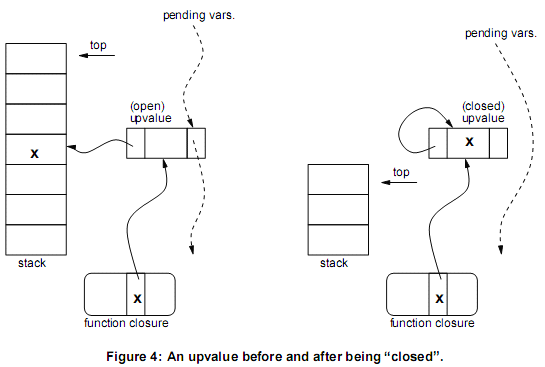 pending vars.
top
(open)
upvalue
X
stack
X
function closure
pending vars.
(closed)
upvalue
X
top
stack
X
function closure
Figure 4: An upvalue before and after being “closed”.